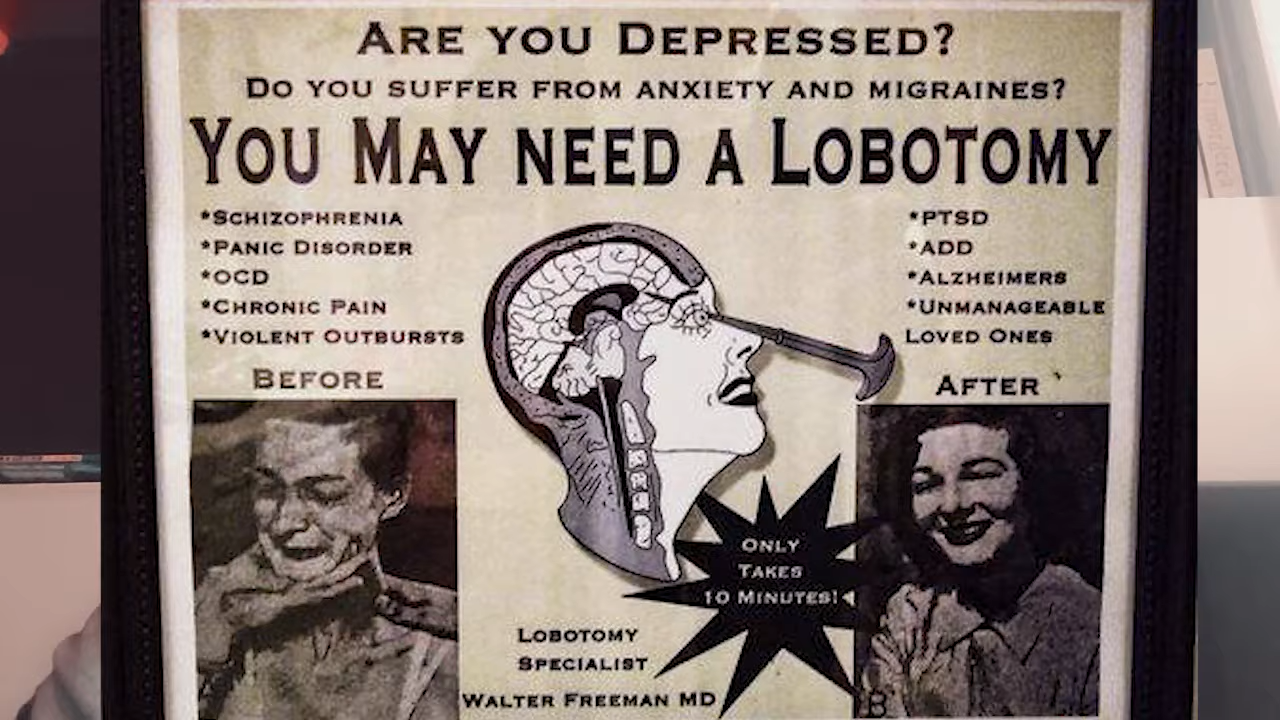 ARE YOU DEPRESSED?
DO YOU SUFFER FROM ANXIETY AND MIGRAINES?
YOU MAY NEED A LOBOTOMY
*SCHIZOPHRENIA
*PANIC DISORDER
*OCD
*CHRONIC PAIN
*VIOLENT OUTBURSTS
*PTSD
*ADD
*ALZHEIMERS
*UNMANAGEABLE
LOVED ONES
BEFORE
AFTER
ONLY
TAKES
10 MINUTES!
LOBOTOMY
SPECIALIST
WALTER FREEMAN MD
B